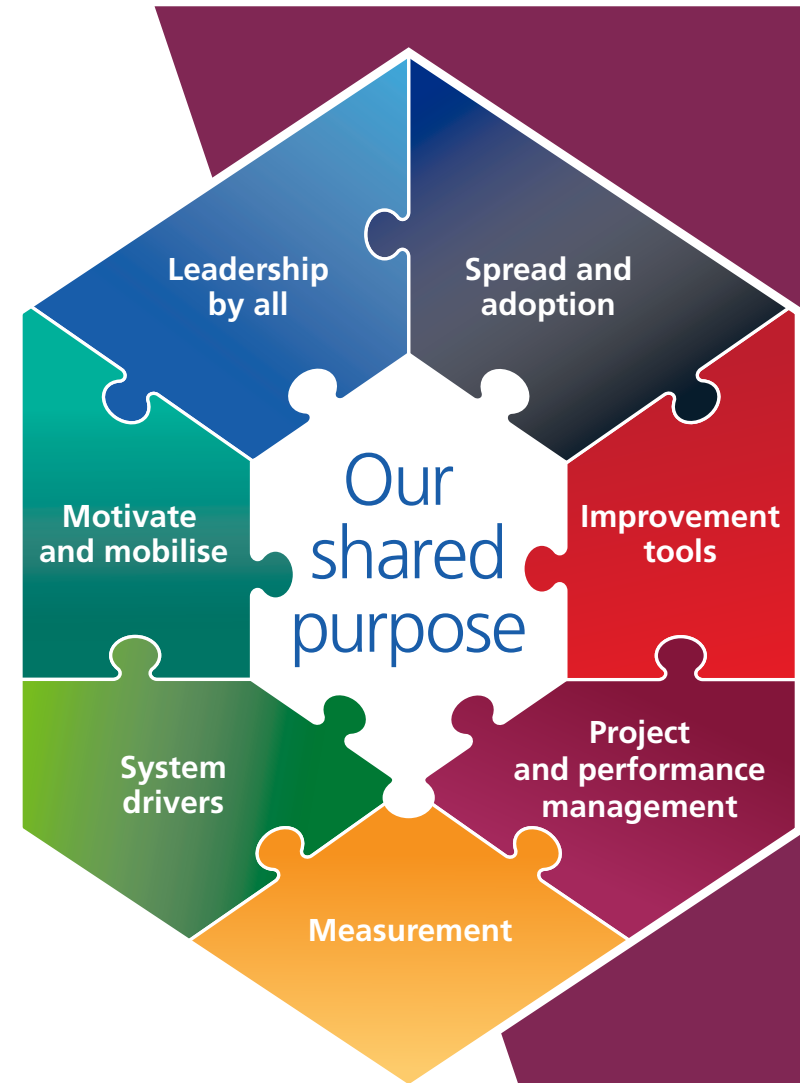 Leadership
by all
Spread and
adoption
Motivate
and mobilise
Our
shared
purpose
Improvement
tools
System
drivers
Project
and performance
management
Measurement